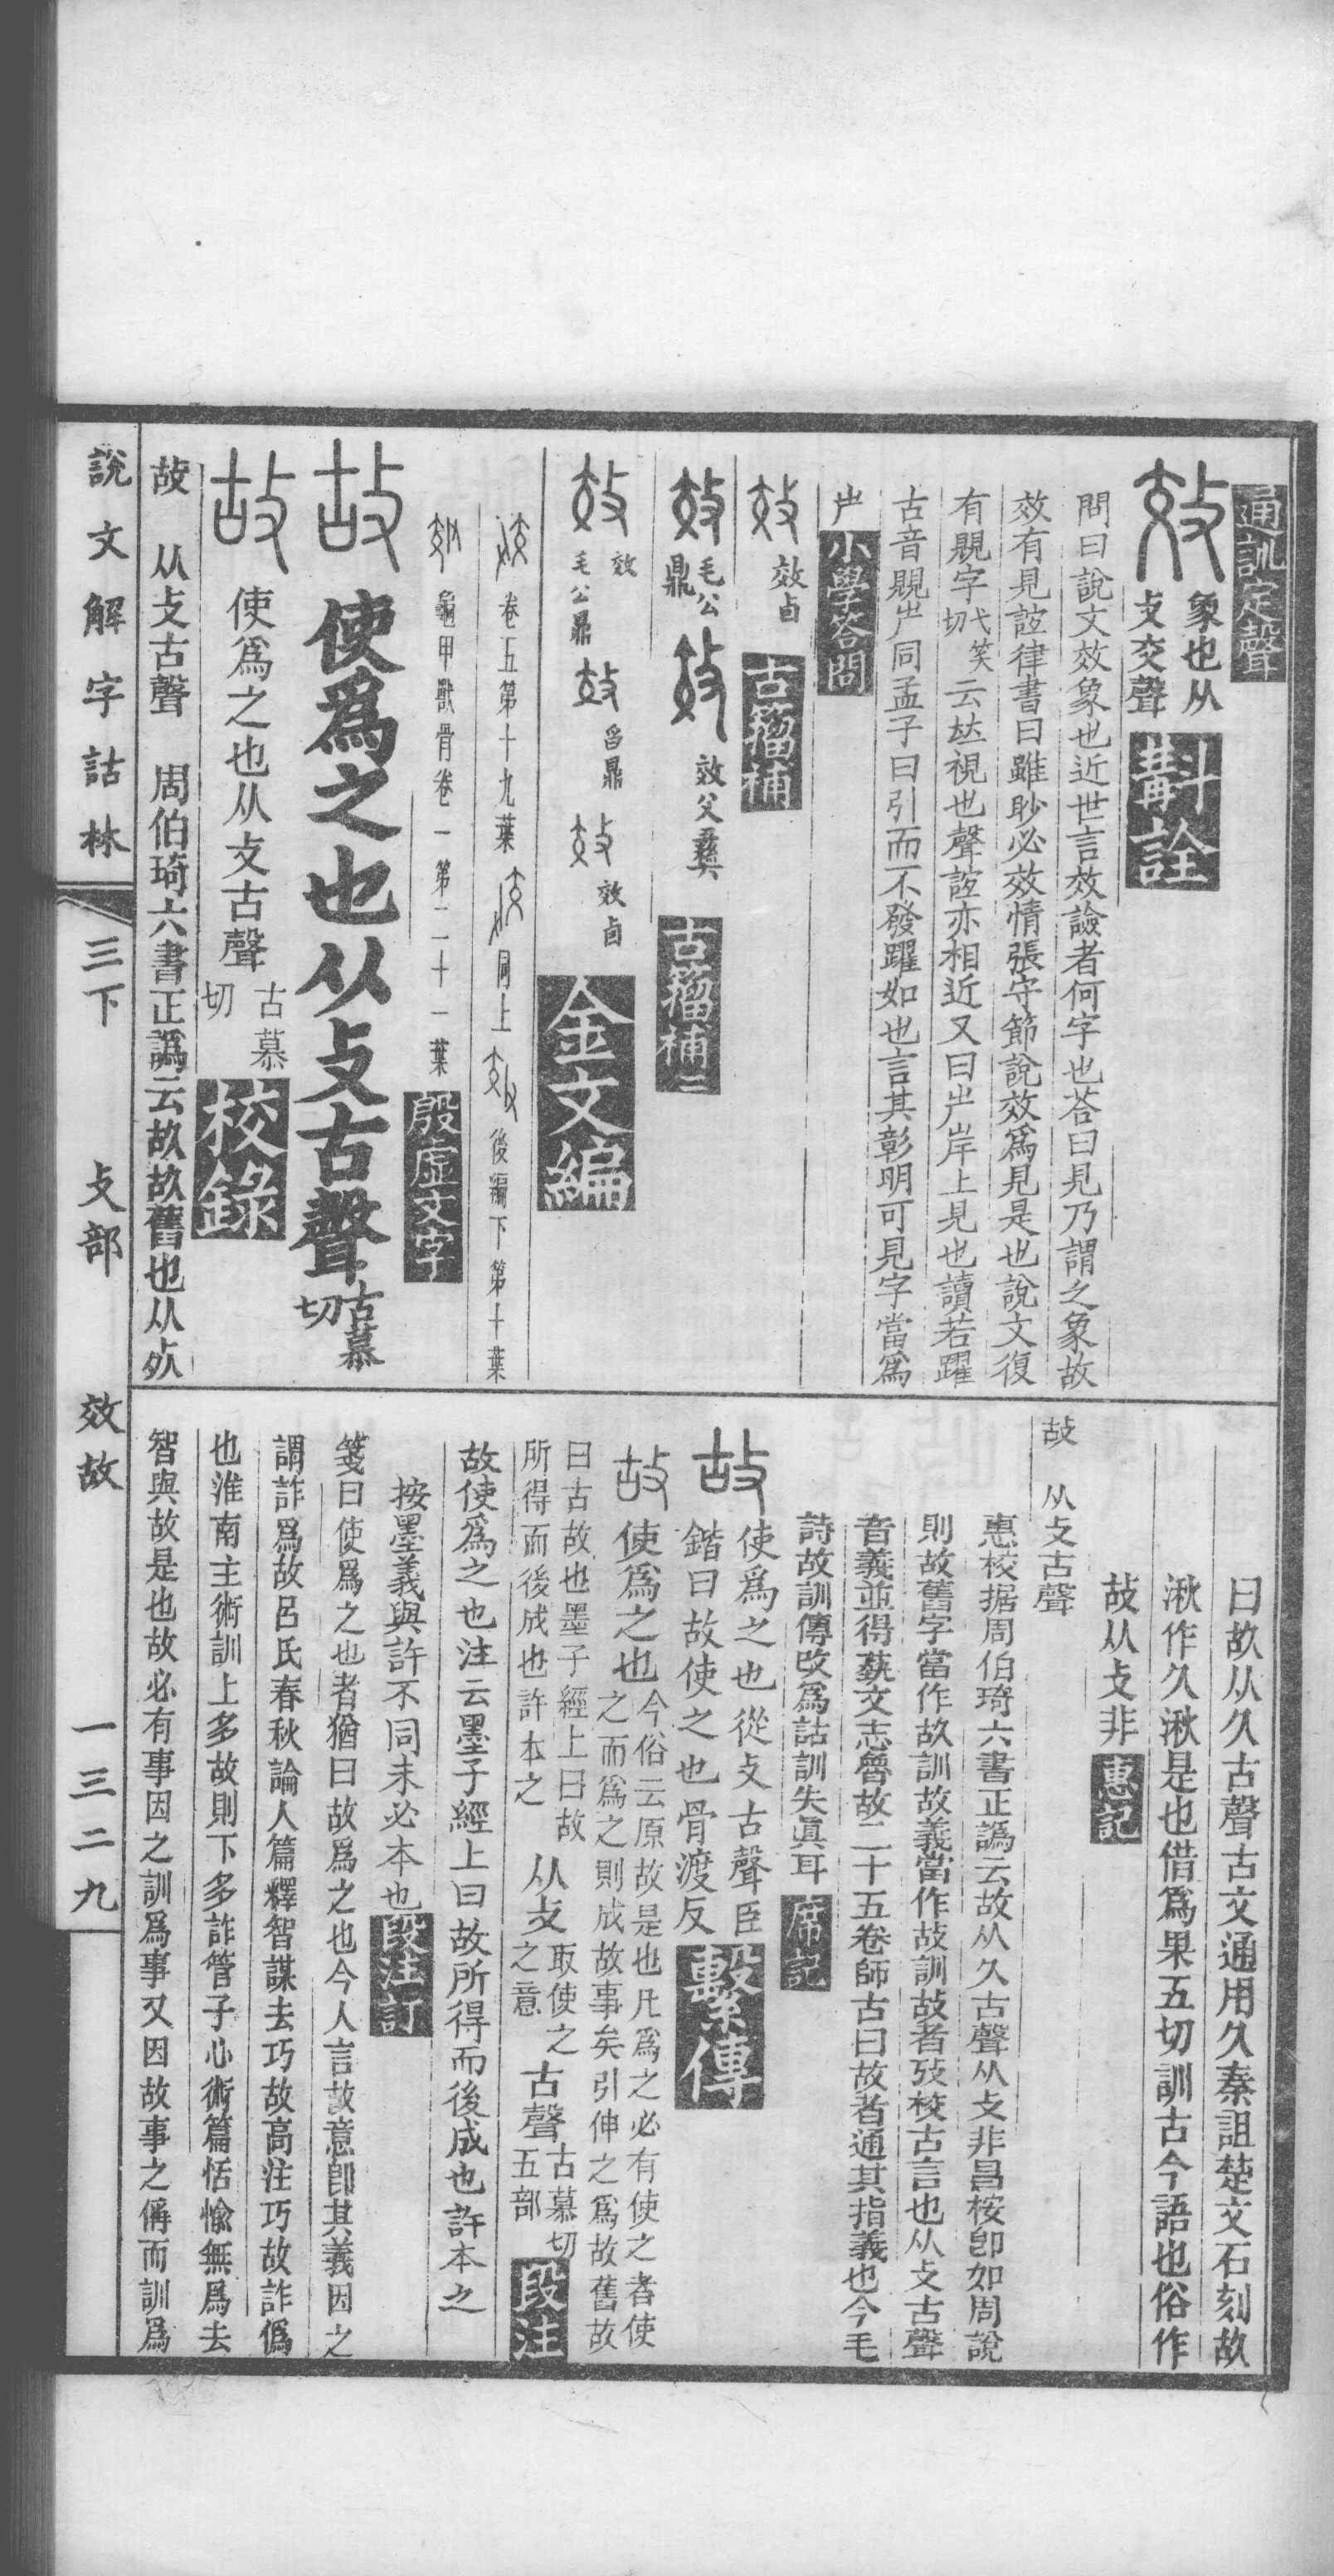 通訓定聲
象也从
攴交聲
斠詮
問曰說文效象也近世言效譣者何字也荅曰見乃謂之象故
效有見誼律書曰雖眇必效情張守節說效爲見是也說文復
有覞字弋笑切云竝視也聲誼亦相近又曰屵岸上見也讀若躍
古音覞屵同孟子曰引而不發躍如也言其彰明可見字當爲
屵小學答問
效卣古籒補
毛公鼎 效父彝古籒補二
效
毛公鼎 舀鼎 效卣金文編
卷五第十九葉 同上 後編下第十葉
龜甲獸骨卷一第二十一葉殷虛文字
故 使爲之也从攴古聲古慕切
故 使爲之也从攴古聲古慕切校錄
故 从攴古聲 周伯琦六書正譌云故故舊也从攴
曰故从久古聲古文通用久秦詛楚文石刻故
湫作久湫是也借爲果五切訓古今語也俗作
故从攴非惠記
故 从攴古聲
惠校据周伯琦六書正譌云故从久古聲从攴非昌桉卽如周說
則故舊字當作故訓故義當作故訓故者攷校古言也从攴古聲
音義並得蓺文志魯故二十五卷師古曰故者通其指義也今毛
詩故訓傳改爲詁訓失眞耳席記
使爲之也從攴古聲臣
鍇曰故使之也骨渡反繫傳
故 使爲之也今俗云原故是也凡爲之必有使之者使
之而爲之則成故事矣引伸之爲故舊故
曰古故也墨子經上曰故
所得而後成也許本之 从攴取使之之意古聲古慕切五部段注
故使爲之也注云墨子經上曰故所得而後成也許本之
按墨義與許不同未必本也段注訂
箋曰使爲之也者猶曰故爲之也今人言故意卽其義因之
謂詐爲故呂氏春秋論人篇釋智謀去巧故高注巧故詐僞
也淮南主術訓上多故則下多詐管子心術篇恬愉無爲去
智與故是也故必有事因之訓爲事又因故事之偁而訓爲
說文解字詁林
三下
攴部
效故
一三二九